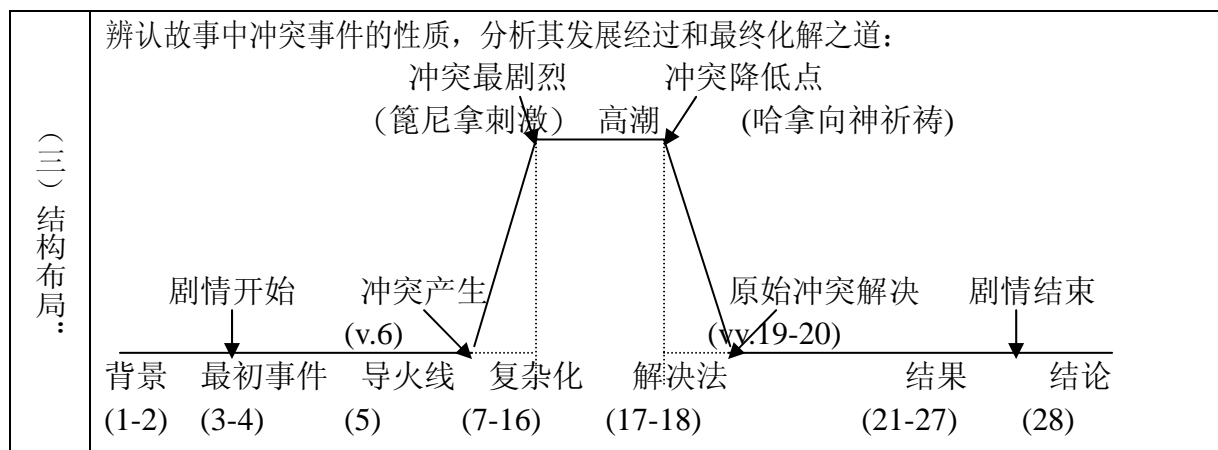 （三）结构布局：
辨认故事中冲突事件的性质，分析其发展经过和最终化解之道：
冲突最剧烈 冲突降低点
（篦尼拿刺激） 高潮 (哈拿向神祈祷)
剧情开始 冲突产生 原始冲突解决 剧情结束
(v.6) (vv.19-20)
背景 最初事件 导火线 复杂化 解决法 结果 结论
(1-2) (3-4) (5) (7-16) (17-18) (21-27) (28)